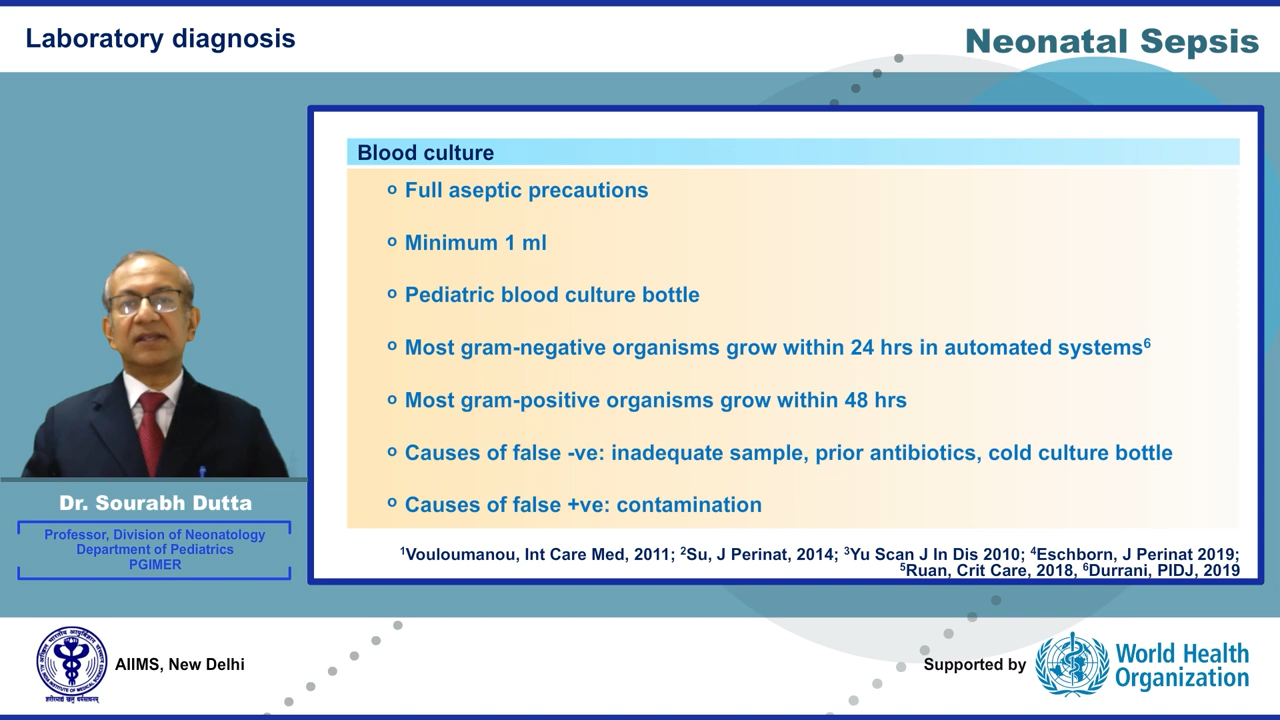 Laboratory diagnosis
Neonatal Sepsis
Blood culture
Full aseptic precautions
Minimum 1 ml
Pediatric blood culture bottle
Most gram-negative organisms grow within 24 hrs in automated systems⁶
Most gram-positive organisms grow within 48 hrs
Causes of false -ve: inadequate sample, prior antibiotics, cold culture bottle
Causes of false +ve: contamination
¹Vouloumanou, Int Care Med, 2011; ²Su, J Perinat, 2014; ³Yu Scan J In Dis 2010; ⁴Eschborn, J Perinat 2019;
⁵Ruan, Crit Care, 2018, ⁶Durrani, PIDJ, 2019
Dr. Sourabh Dutta
Professor, Division of Neonatology
Department of Pediatrics
PGIMER
AIIMS, New Delhi
Supported by
World Health
Organization